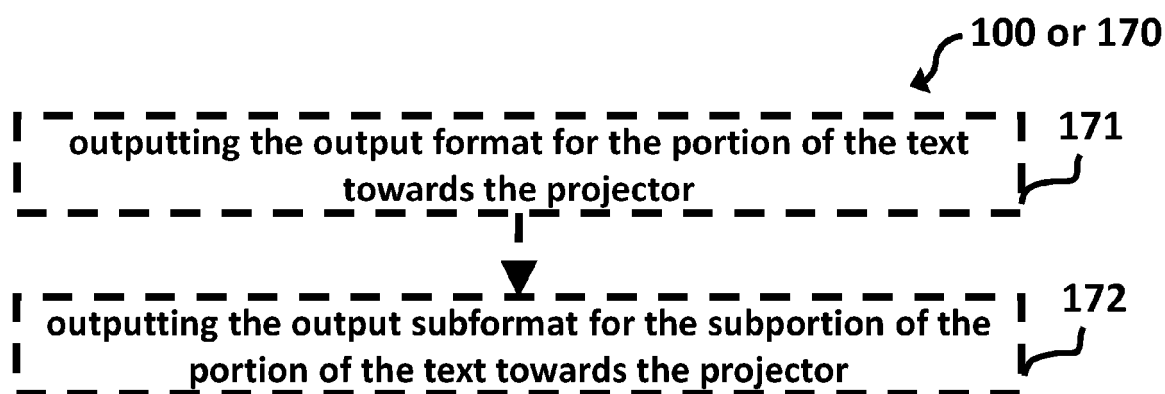 100 or 170
outputting the output format for the portion of the text
towards the projector
171
outputting the output subformat for the subportion of the
portion of the text towards the projector
172